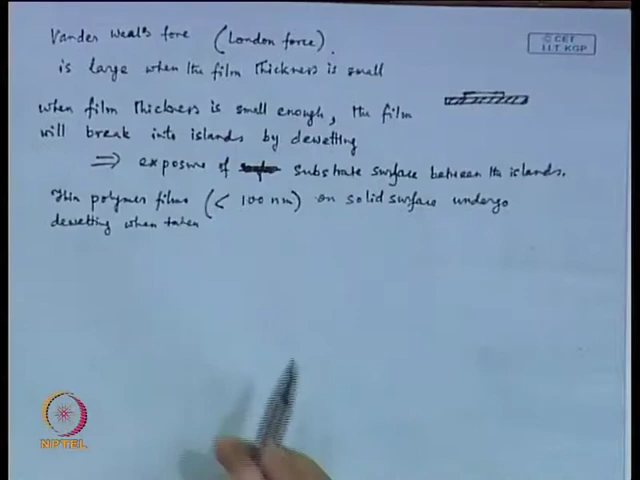 Vander Weal's force (London force).
© CET
I.I.T. KGP
is large when the film thickness is small
when film thickness is small enough, the film
will break into islands by dewetting
⇒ exposure of substrate surface between the islands.
Thin polymer films (< 100 nm) on solid surface undergo
dewetting when taken
NPTEL